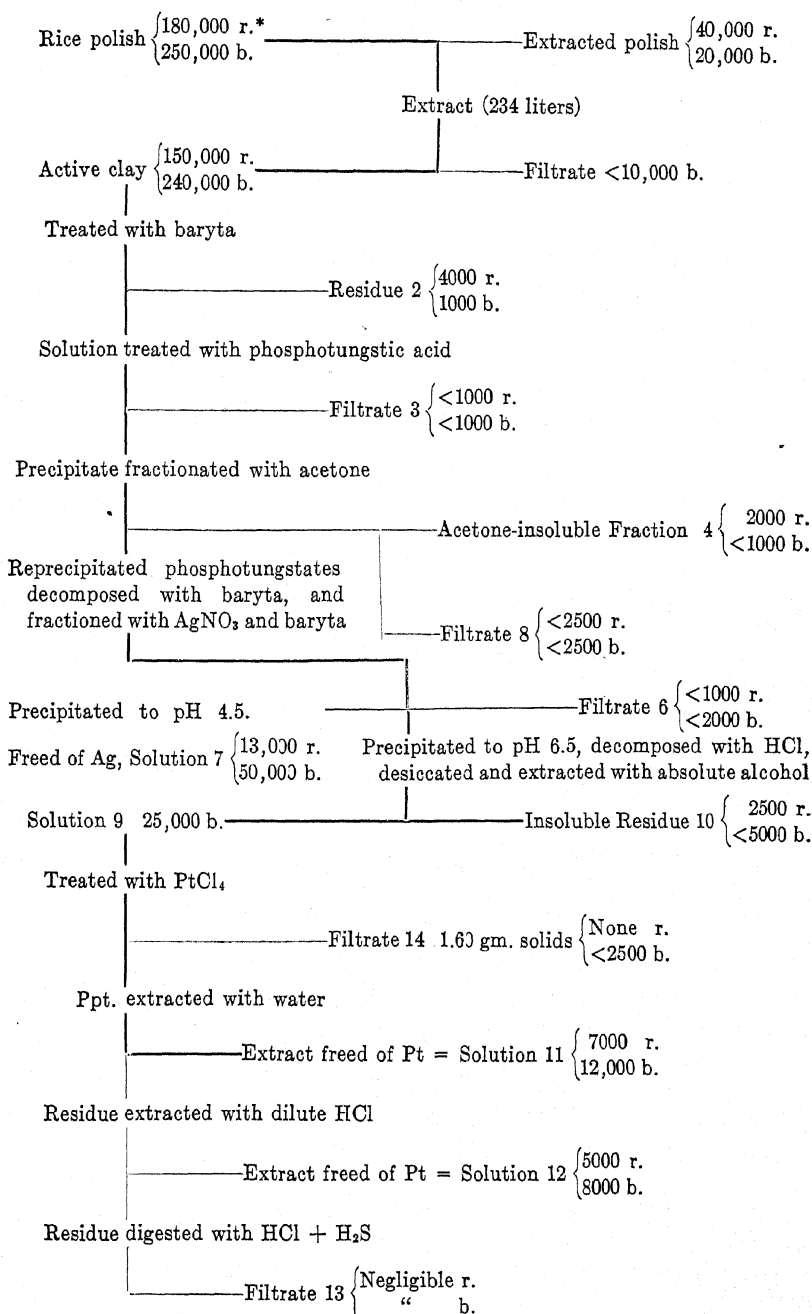 Rice polish {180,000 r.* 250,000 b.
Extracted polish {40,000 r. 20,000 b.
Extract (234 liters)
Active clay {150,000 r. 240,000 b.
Filtrate <10,000 b.
Treated with baryta
Residue 2 {4000 r. 1000 b.
Solution treated with phosphotungstic acid
Filtrate 3 {<1000 r. <1000 b.
Precipitate fractionated with acetone
Acetone-insoluble Fraction 4 {2000 r. <1000 b.
Reprecipitated phosphotungstates
decomposed with baryta, and
fractioned with AgNO₃ and baryta
Filtrate 8 {<2500 r. <2500 b.
Filtrate 6 {<1000 r. <2000 b.
Precipitated to pH 4.5.
Freed of Ag, Solution 7 {13,000 r. 50,000 b.
Precipitated to pH 6.5, decomposed with HCl,
desiccated and extracted with absolute alcohol
Solution 9 25,000 b.
Insoluble Residue 10 {2500 r. <5000 b.
Treated with PtCl₄
Filtrate 14 1.60 gm. solids {None r. <2500 b.
Ppt. extracted with water
Extract freed of Pt = Solution 11 {7000 r. 12,000 b.
Residue extracted with dilute HCl
Extract freed of Pt = Solution 12 {5000 r. 8000 b.
Residue digested with HCl + H₂S
Filtrate 13 {Negligible r. “ b.